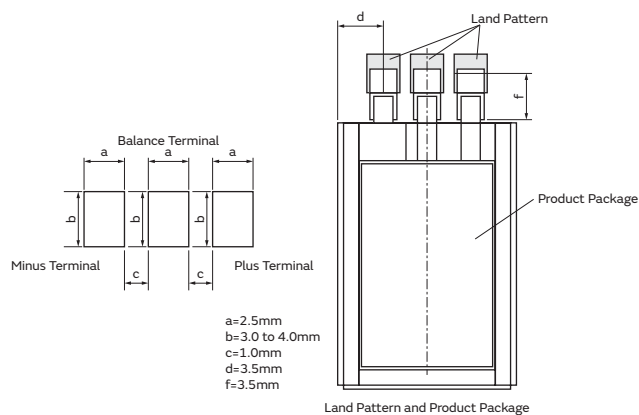 d
Land Pattern
f
Balance Terminal
a
a
a
b
b
b
Product Package
Minus Terminal
Plus Terminal
c
c
a=2.5mm
b=3.0 to 4.0mm
c=1.0mm
d=3.5mm
f=3.5mm
Land Pattern and Product Package